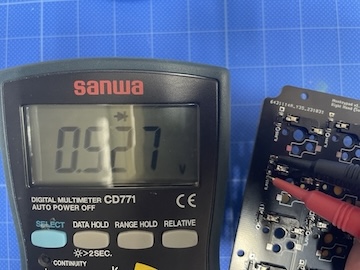 sanwa
0.527
V
DIGITAL MULTIMETER CD771
AUTO POWER OFF
CE
SELECT DATA HOLD RANGE HOLD RELATIVE
>2SEC.
CONTINUITY